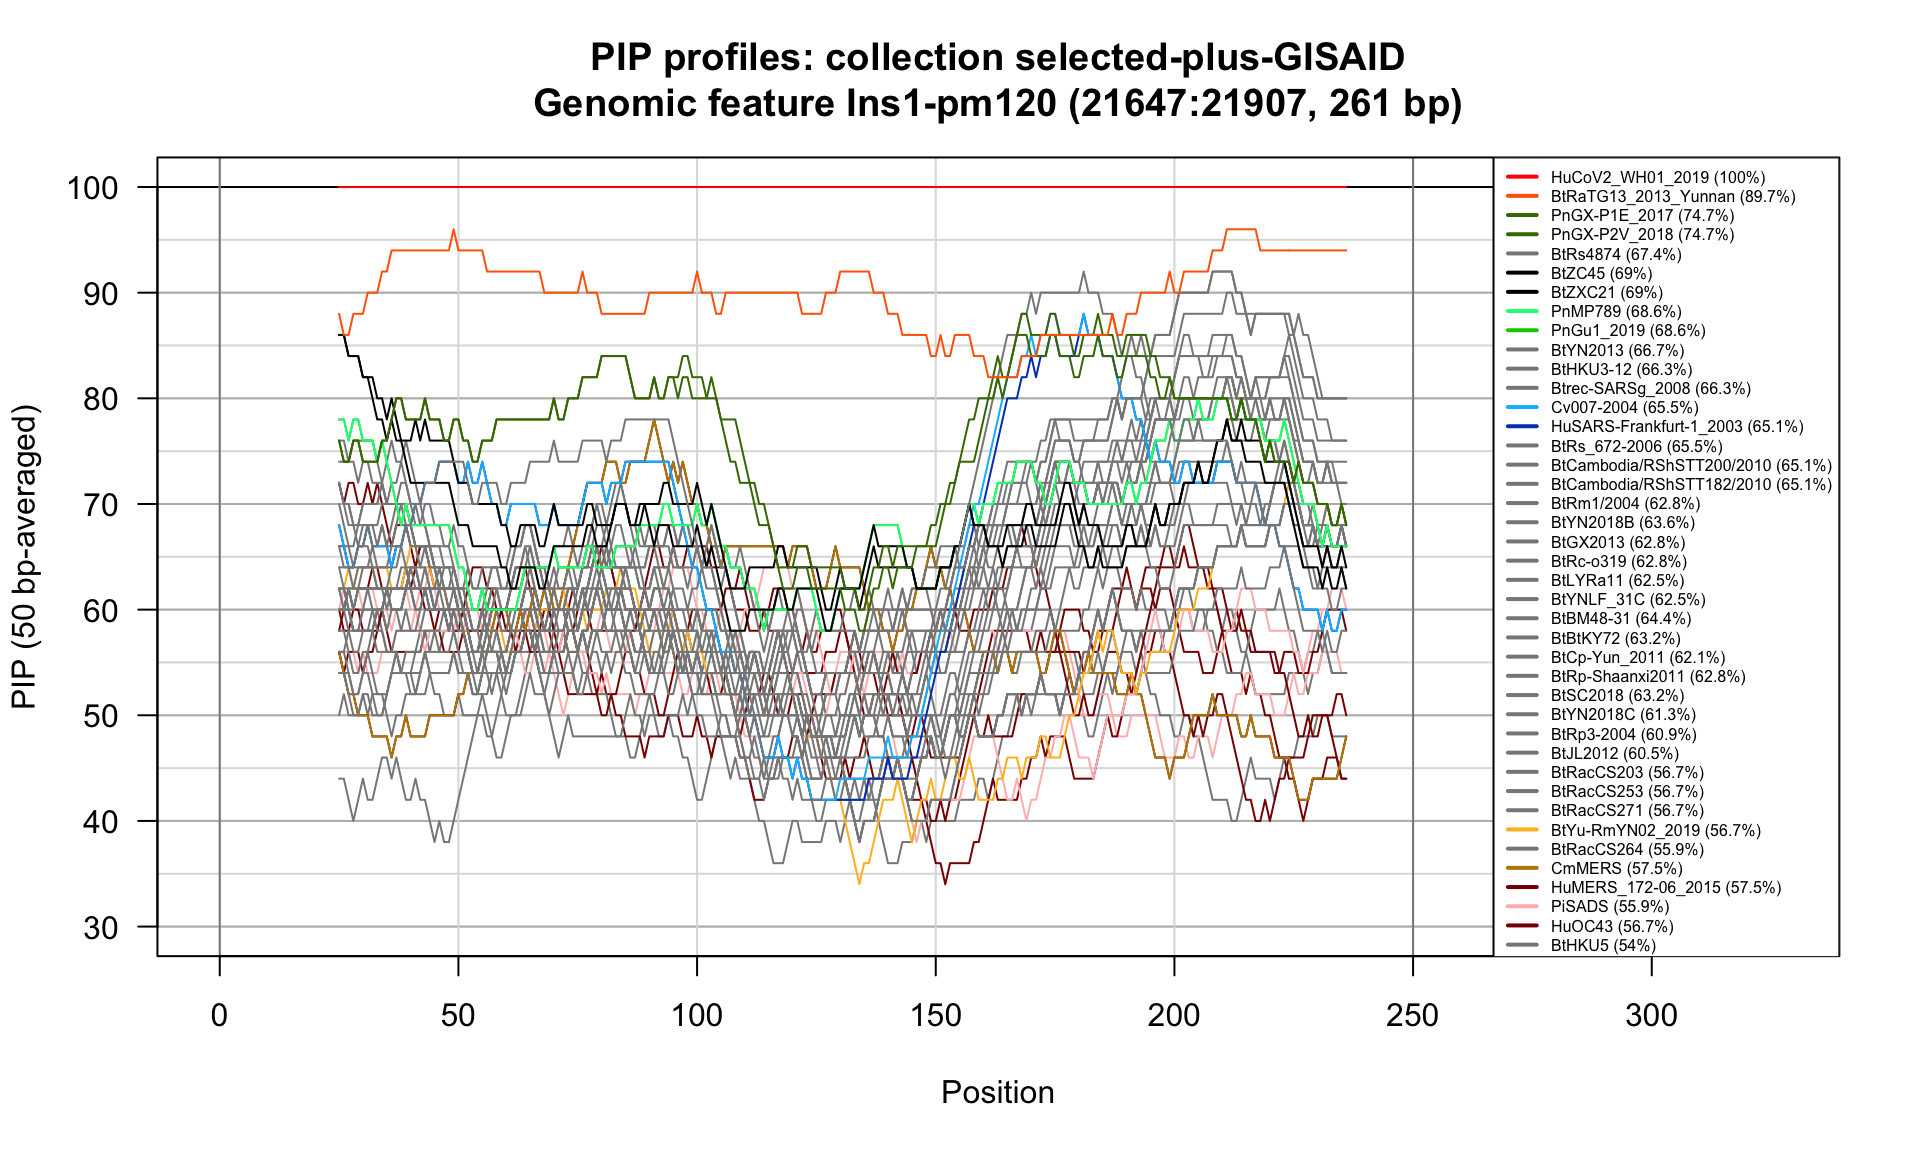 PIP profiles: collection selected-plus-GISAID
Genomic feature Ins1-pm120 (21647:21907, 261 bp)
PIP (50 bp-averaged)
100
90
80
70
60
50
40
30
0
50
100
150
200
250
300
Position
HuCoV2_WH01_2019 (100%)
BtRaTG13_2013_Yunnan (89.7%)
PnGX-P1E_2017 (74.7%)
PnGX-P2V_2018 (74.7%)
BtRs4874 (67.4%)
BtZC45 (69%)
BtZXC21 (69%)
PnMP789 (68.6%)
PnGu1_2019 (68.6%)
BtYN2013 (66.7%)
BtHKU3-12 (66.3%)
Btrec-SARSg_2008 (66.3%)
Cv007-2004 (65.5%)
HuSARS-Frankfurt-1_2003 (65.1%)
BtRs_672-2006 (65.5%)
BtCambodia/RShSTT200/2010 (65.1%)
BtCambodia/RShSTT182/2010 (65.1%)
BtRm1/2004 (62.8%)
BtYN2018B (63.6%)
BtGX2013 (62.8%)
BtRc-o319 (62.8%)
BtLYRa11 (62.5%)
BtYNLF_31C (62.5%)
BtBM48-31 (64.4%)
BtBtKY72 (63.2%)
BtCp-Yun_2011 (62.1%)
BtRp-Shaanxi2011 (62.8%)
BtSC2018 (63.2%)
BtYN2018C (61.3%)
BtRp3-2004 (60.9%)
BtJL2012 (60.5%)
BtRacCS203 (56.7%)
BtRacCS253 (56.7%)
BtRacCS271 (56.7%)
BtYu-RmYN02_2019 (56.7%)
BtRacCS264 (55.9%)
CmMERS (57.5%)
HuMERS_172-06_2015 (57.5%)
PiSADS (55.9%)
HuOC43 (56.7%)
BtHKU5 (54%)